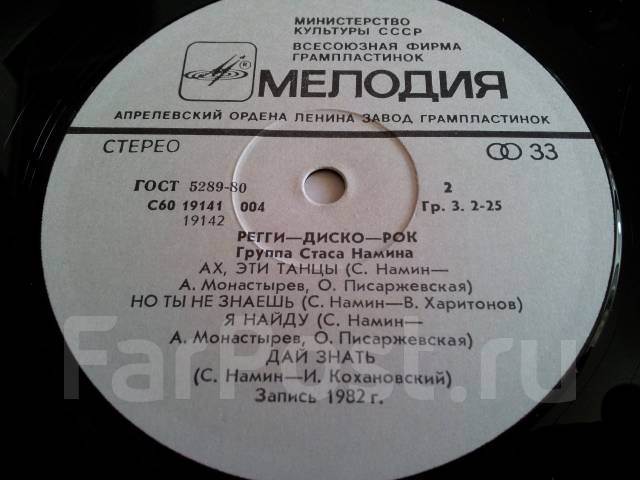 МИНИСТЕРСТВО
КУЛЬТУРЫ СССР
ВСЕСОЮЗНАЯ ФИРМА
ГРАМПЛАСТИНОК
® МЕЛОДИЯ
АПРЕЛЕВСКИЙ ОРДЕНА ЛЕНИНА ЗАВОД ГРАМПЛАСТИНОК
СТЕРЕО 33
ГОСТ 5289-80 2
С60 19141 004 Гр. 3. 2-25
19142
РЕГГИ—ДИСКО—РОК
Группа Стаса Намина
АХ, ЭТИ ТАНЦЫ (С. Намин—
А. Монастырев, О. Писаржевская)
НО ТЫ НЕ ЗНАЕШЬ (С. Намин—В. Харитонов)
Я НАЙДУ (С. Намин—
А. Монастырев, О. Писаржевская)
ДАЙ ЗНАТЬ
(С. Намин—И. Кохановский)
Запись 1982 г.
FarPost.ru